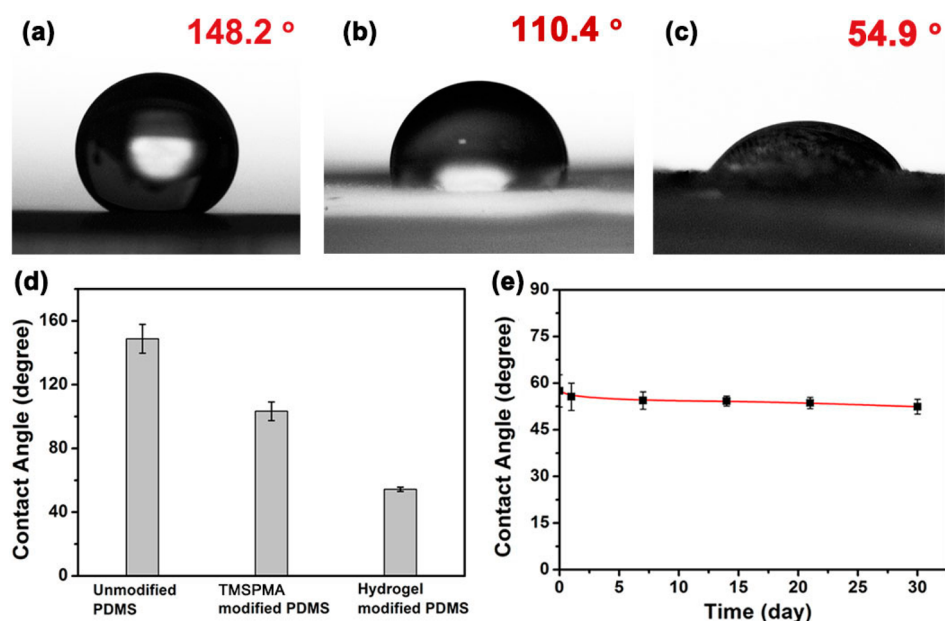 (a) 148.2 °
(b) 110.4 °
(c) 54.9 °
(d)
Contact Angle (degree)
160
120
80
40
0
Unmodified
PDMS
TMSPMA
modified PDMS
Hydrogel
modified PDMS
(e)
Contact Angle (degree)
90
75
60
45
30
15
0
0 5 10 15 20 25 30
Time (day)